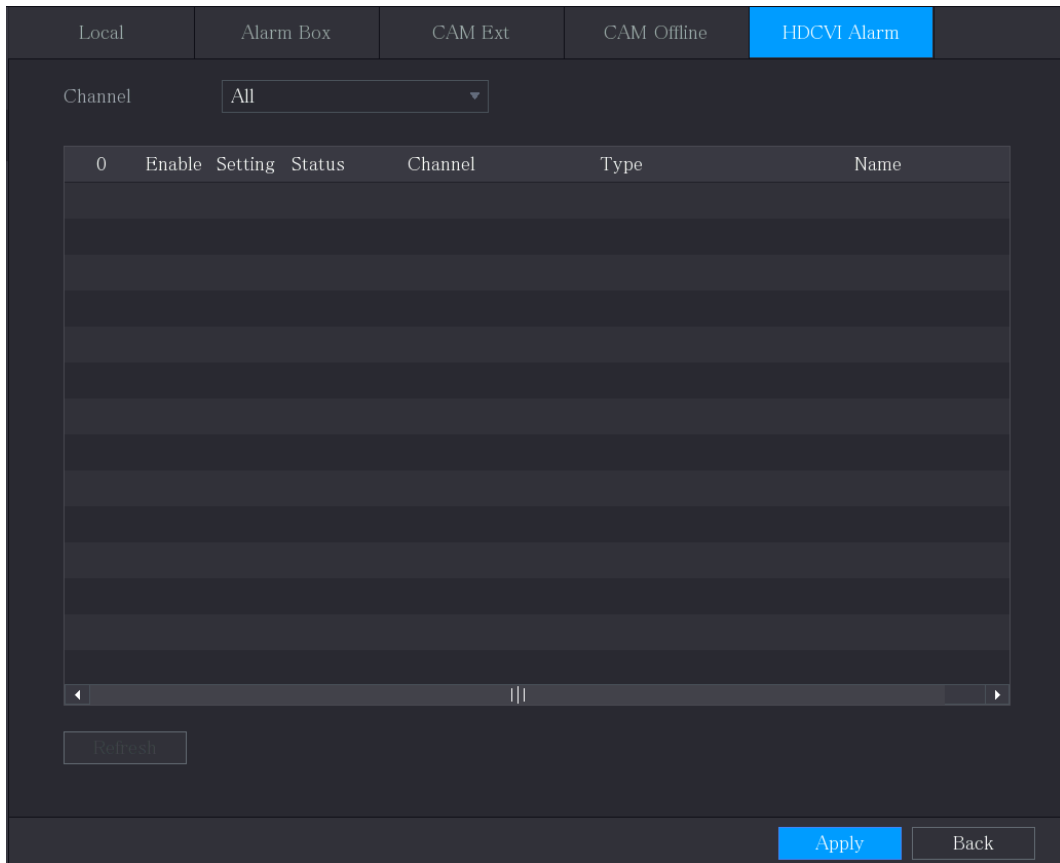 Local Alarm Box CAM Ext CAM Offline HDCVI Alarm
Channel All
0 Enable Setting Status Channel Type Name
Refresh
Apply Back